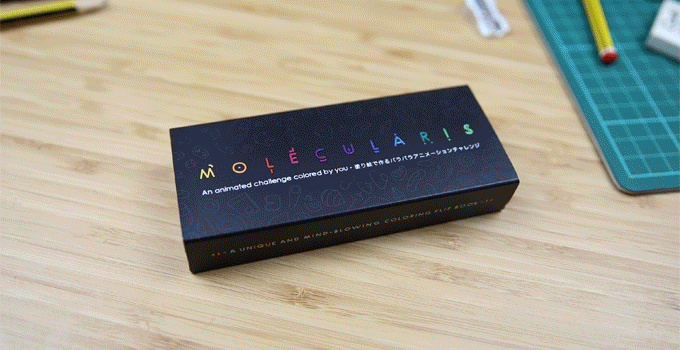 MOLÉCULARIS
An animated challenge colored by you・塗り絵で作るパラパラアニメーションチャレンジ
A UNIQUE AND MIND-BLOWING COLORING FLIP BOOK